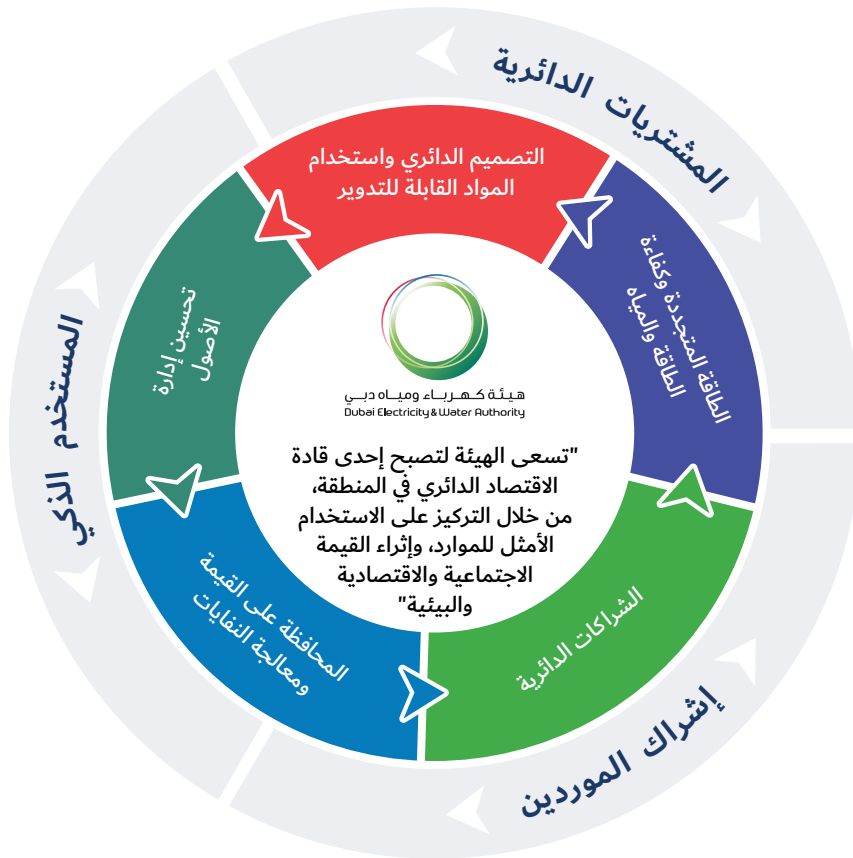 المشتريات الدائرية
التصميم الدائري واستخدام
المواد القابلة للتدوير
الطاقة المتجددة وكفاءة
الطاقة والمياه
تحسين إدارة
الأصول
المستخدم الذكي
هيئة كهرباء ومياه دبي
Dubai Electricity & Water Authority
"تسعى الهيئة لتصبح إحدى قادة
الاقتصاد الدائري في المنطقة،
من خلال التركيز على الاستخدام
الأمثل للموارد، وإثراء القيمة
الاجتماعية والاقتصادية
والبيئية"
المحافظة على القيمة
ومعالجة النفايات
الشراكات الدائرية
إشراك الموردين